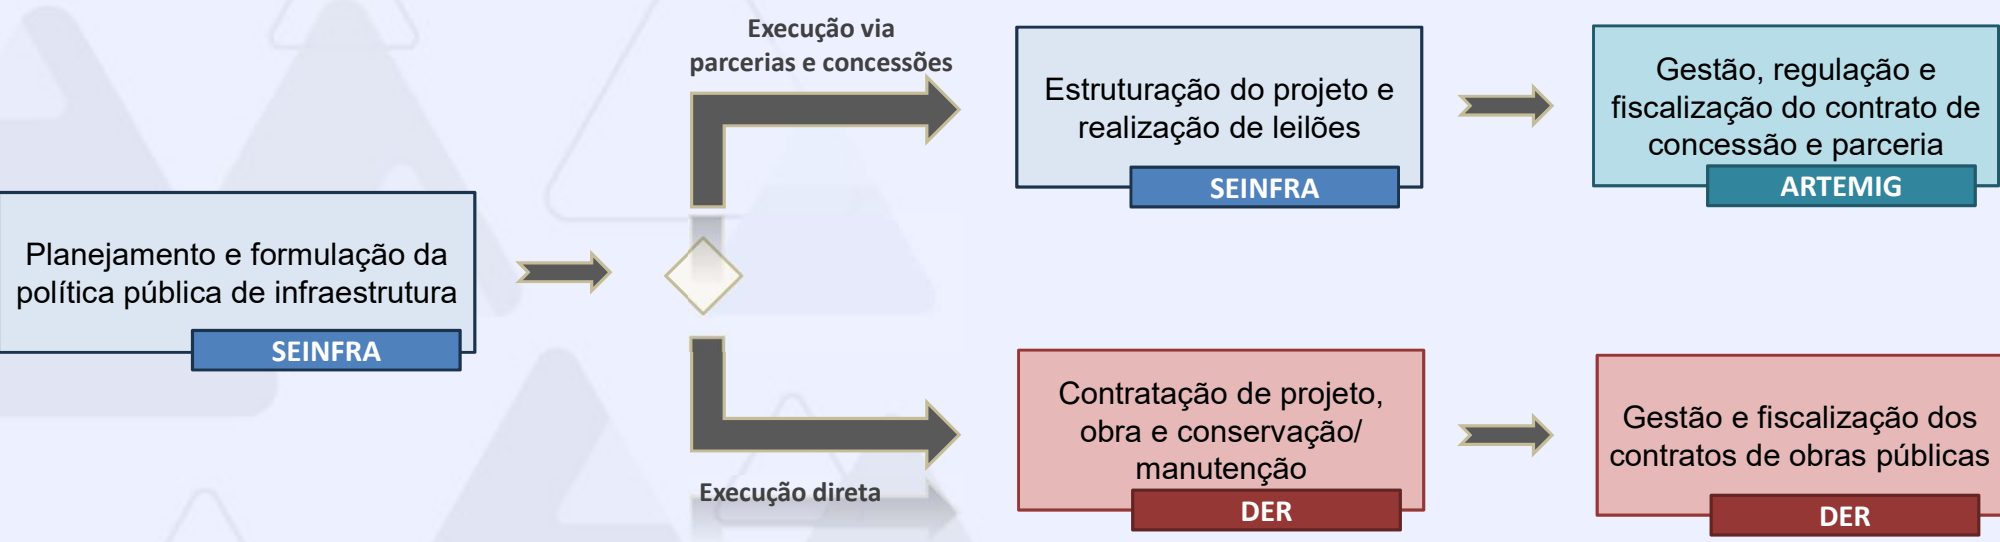 Planejamento e formulação da
política pública de infraestrutura
SEINFRA
Execução via
parcerias e concessões
Estruturação do projeto e
realização de leilões
SEINFRA
Gestão, regulação e
fiscalização do contrato de
concessão e parceria
ARTEMIG
Execução direta
Contratação de projeto,
obra e conservação/
manutenção
DER
Gestão e fiscalização dos
contratos de obras públicas
DER